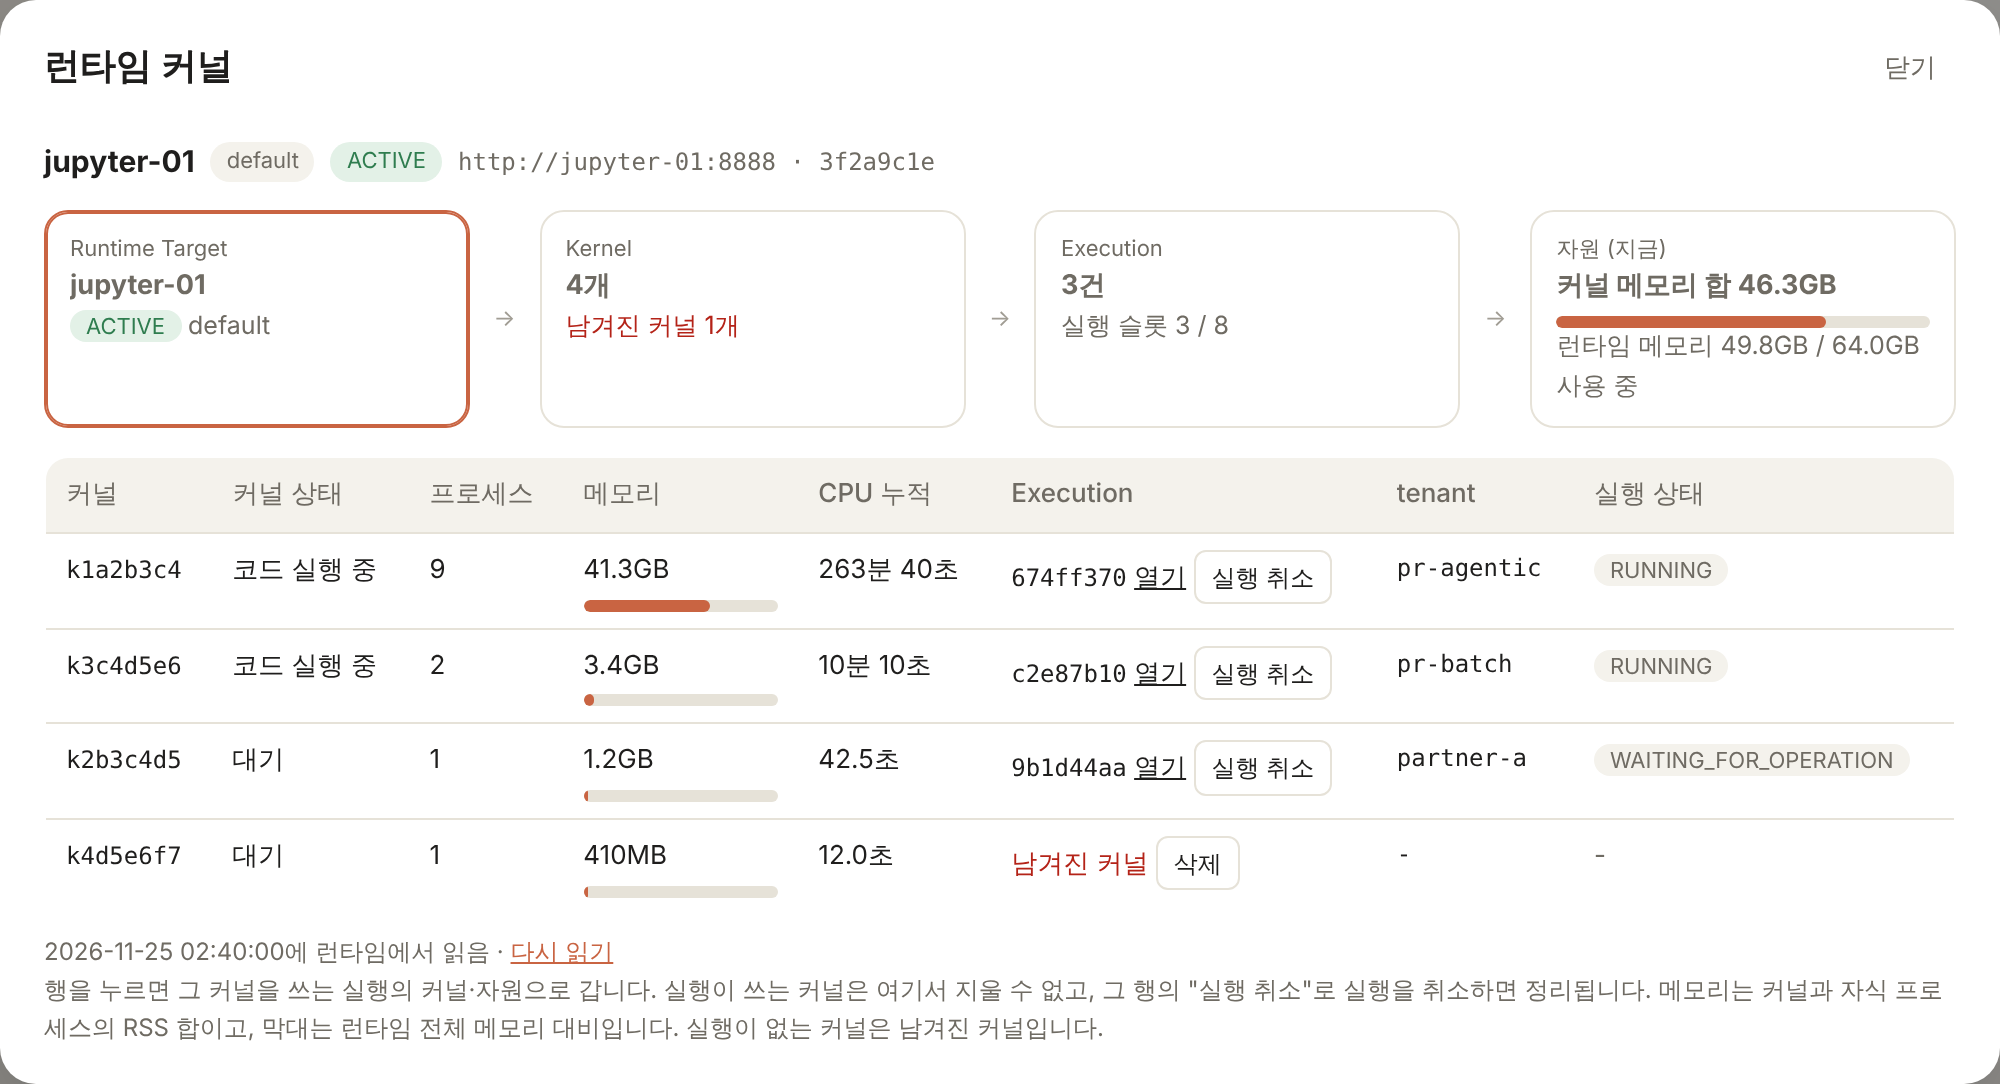 런타임 커널
닫기
jupyter-01 default ACTIVE http://jupyter-01:8888 · 3f2a9c1e
Runtime Target
jupyter-01
ACTIVE default
→
Kernel
4개
남겨진 커널 1개
→
Execution
3건
실행 슬롯 3 / 8
→
자원 (지금)
커널 메모리 합 46.3GB
런타임 메모리 49.8GB / 64.0GB
사용 중
커널 커널 상태 프로세스 메모리 CPU 누적 Execution tenant 실행 상태
k1a2b3c4 코드 실행 중 9 41.3GB 263분 40초 674ff370 열기 실행 취소 pr-agentic RUNNING
k3c4d5e6 코드 실행 중 2 3.4GB 10분 10초 c2e87b10 열기 실행 취소 pr-batch RUNNING
k2b3c4d5 대기 1 1.2GB 42.5초 9b1d44aa 열기 실행 취소 partner-a WAITING_FOR_OPERATION
k4d5e6f7 대기 1 410MB 12.0초 남겨진 커널 삭제 - -
2026-11-25 02:40:00에 런타임에서 읽음 · 다시 읽기
행을 누르면 그 커널을 쓰는 실행의 커널·자원으로 갑니다. 실행이 쓰는 커널은 여기서 지울 수 없고, 그 행의 "실행 취소"로 실행을 취소하면 정리됩니다. 메모리는 커널과 자식 프로
세스의 RSS 합이고, 막대는 런타임 전체 메모리 대비입니다. 실행이 없는 커널은 남겨진 커널입니다.